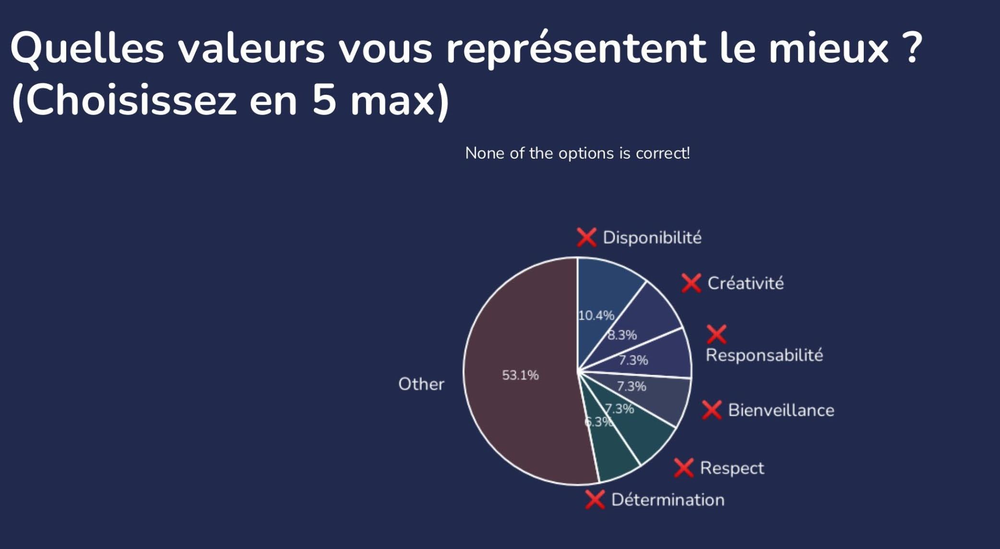 Quelles valeurs vous représentent le mieux ?
(Choisissez en 5 max)
None of the options is correct!
Disponibilité
Créativité
10.4%
8.3%
Responsabilité
7.3%
53.1%
Other
7.3%
7.3%
Bienveillance
6.3%
Respect
Détermination